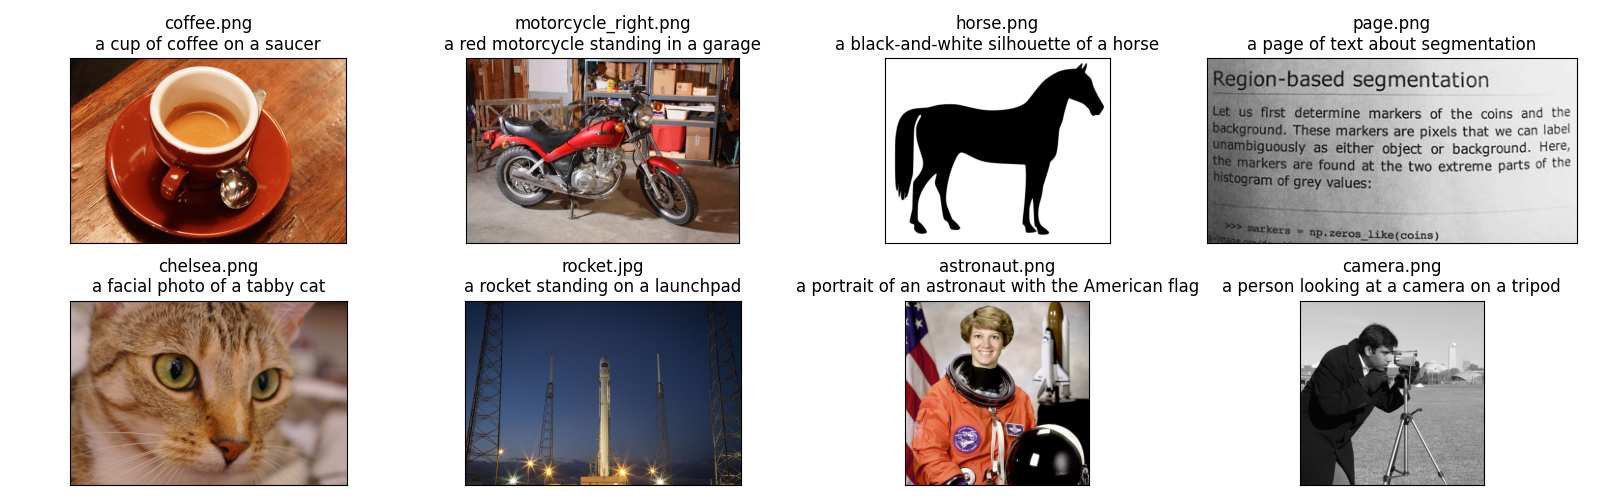 coffee.png
a cup of coffee on a saucer
motorcycle_right.png
a red motorcycle standing in a garage
horse.png
a black-and-white silhouette of a horse
page.png
a page of text about segmentation
Region-based segmentation
Let us first determine markers of the coins and the
background. These markers are pixels that we can label
unambiguously as either object or background. Here,
the markers are found at the two extreme parts of the
histogram of grey values:
>>> markers = np.zeros_like(coins)
chelsea.png
a facial photo of a tabby cat
rocket.jpg
a rocket standing on a launchpad
astronaut.png
a portrait of an astronaut with the American flag
camera.png
a person looking at a camera on a tripod